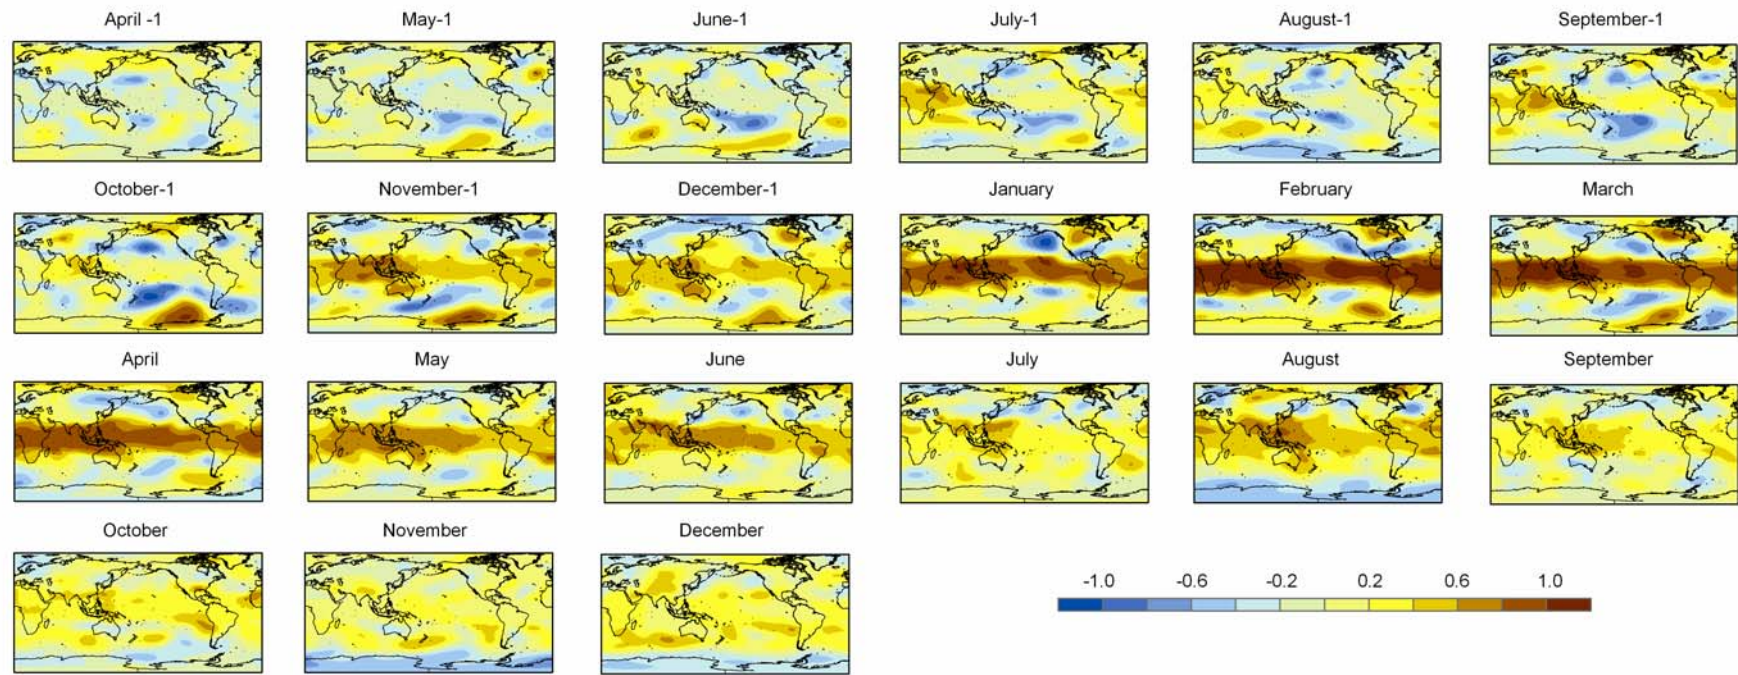 April -1 May-1 June-1 July-1 August-1 September-1
October-1 November-1 December-1 January February March
April May June July August September
October November December
-1.0 -0.6 -0.2 0.2 0.6 1.0